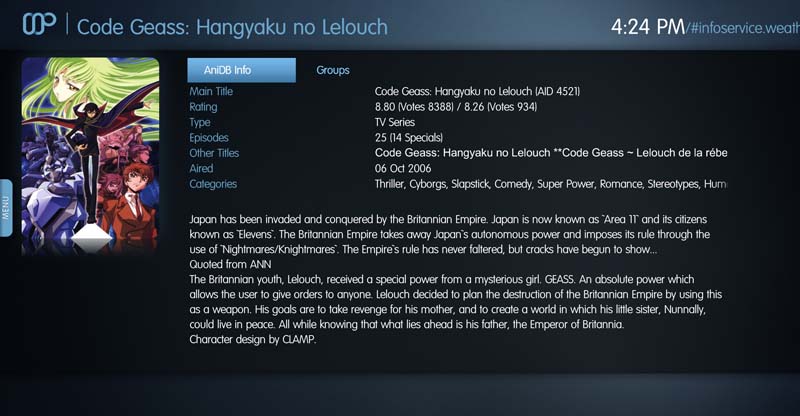 Code Geass: Hangyaku no Lelouch
4:24 PM/#infoservice.weath
AniDB Info
Groups
Main Title Code Geass: Hangyaku no Lelouch (AID 4521)
Rating 8.80 (Votes 8388) / 8.26 (Votes 934)
Type TV Series
Episodes 25 (14 Specials)
Other Titles Code Geass: Hangyaku no Lelouch **Code Geass ~ Lelouch de la rébe
Aired 06 Oct 2006
Categories Thriller, Cyborgs, Slapstick, Comedy, Super Power, Romance, Stereotypes, Hum
MENU
Japan has been invaded and conquered by the Britannian Empire. Japan is now known as `Area 11` and its citizens
known as `Elevens`. The Britannian Empire takes away Japan`s autonomous power and imposes its rule through the
use of `Nightmares/Knightmares`. The Empire`s rule has never faltered, but cracks have begun to show...
Quoted from ANN
The Britannian youth, Lelouch, received a special power from a mysterious girl. GEASS. An absolute power which
allows the user to give orders to anyone. Lelouch decided to plan the destruction of the Britannian Empire by using this
as a weapon. His goals are to take revenge for his mother, and to create a world in which his little sister, Nunnally,
could live in peace. All while knowing that what lies ahead is his father, the Emperor of Britannia.
Character design by CLAMP.